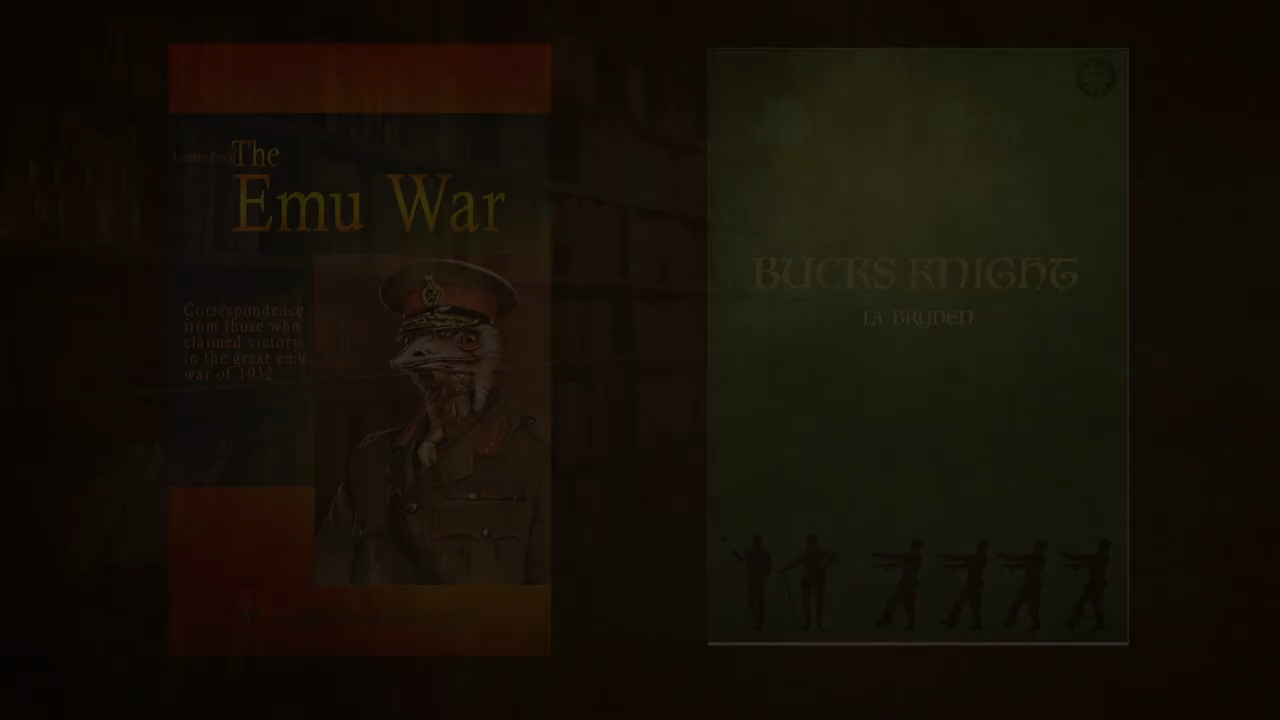 Letters From The
Emu War
Correspondence
from those who
claimed victory
in the great emu
war of 1932
BUCKS KNIGHT
J.A. BRYDEN